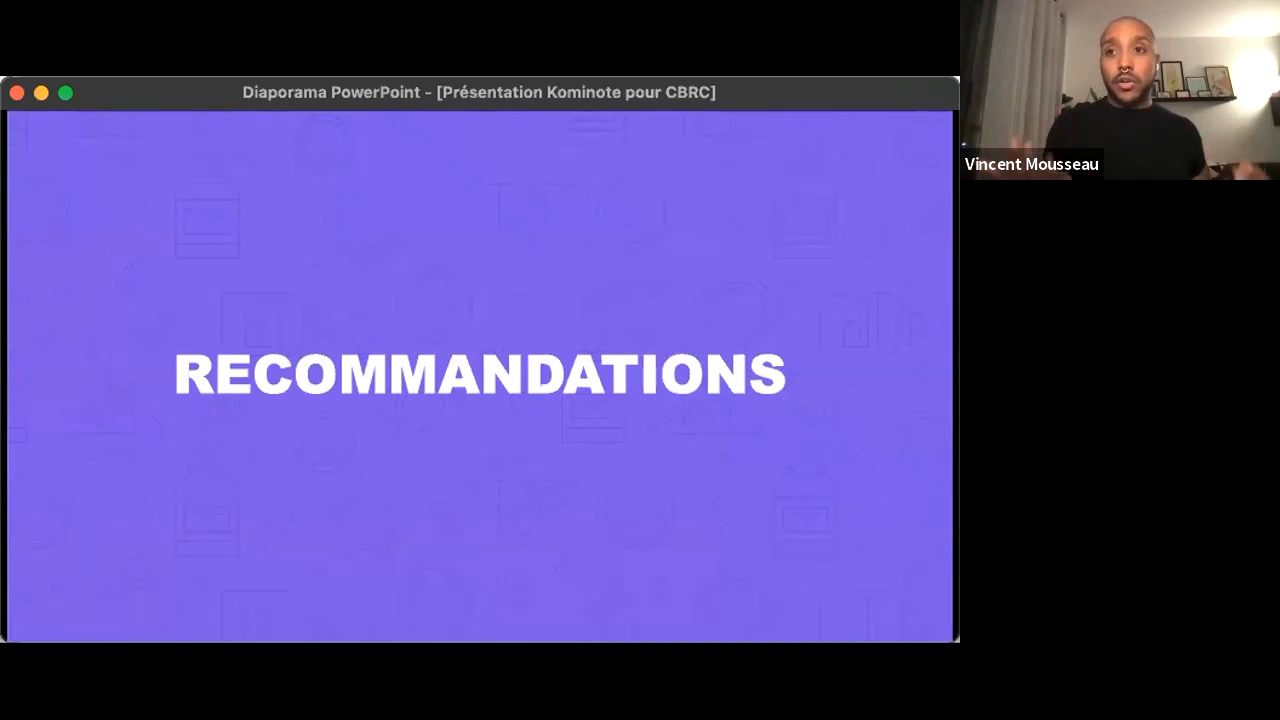 Diaporama PowerPoint - [Présentation Kominote pour CBRC]
RECOMMANDATIONS
Vincent Mousseau